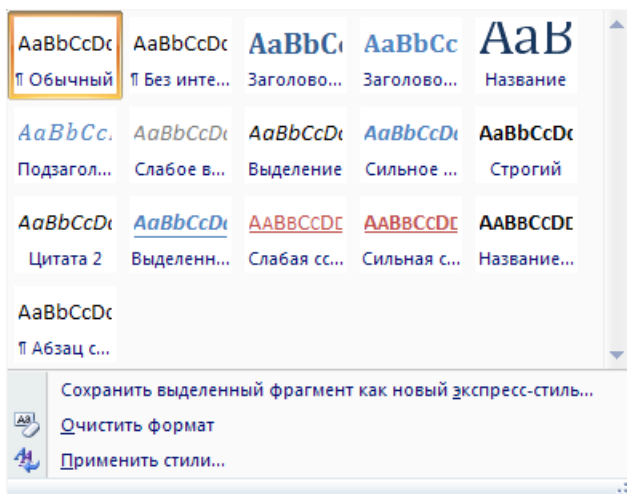 AaBbCcDc AaBbCcDc AaBbCc AaBbCc AaB
¶ Обычный ¶ Без инте... Заголово... Заголово... Название
AaBbCc. AaBbCcDc AaBbCcDc AaBbCcDc AaBbCcDc
Подзагол... Слабое в... Выделение Сильное ... Строгий
AaBbCcDc AaBbCcDc AABBCCDD AABBCCDD AABBCCDD
Цитата 2 Выделенн... Слабая сс... Сильная с... Название...
AaBbCcDc
¶ Абзац с...
Сохранить выделенный фрагмент как новый экспресс-стиль...
Очистить формат
Применить стили...